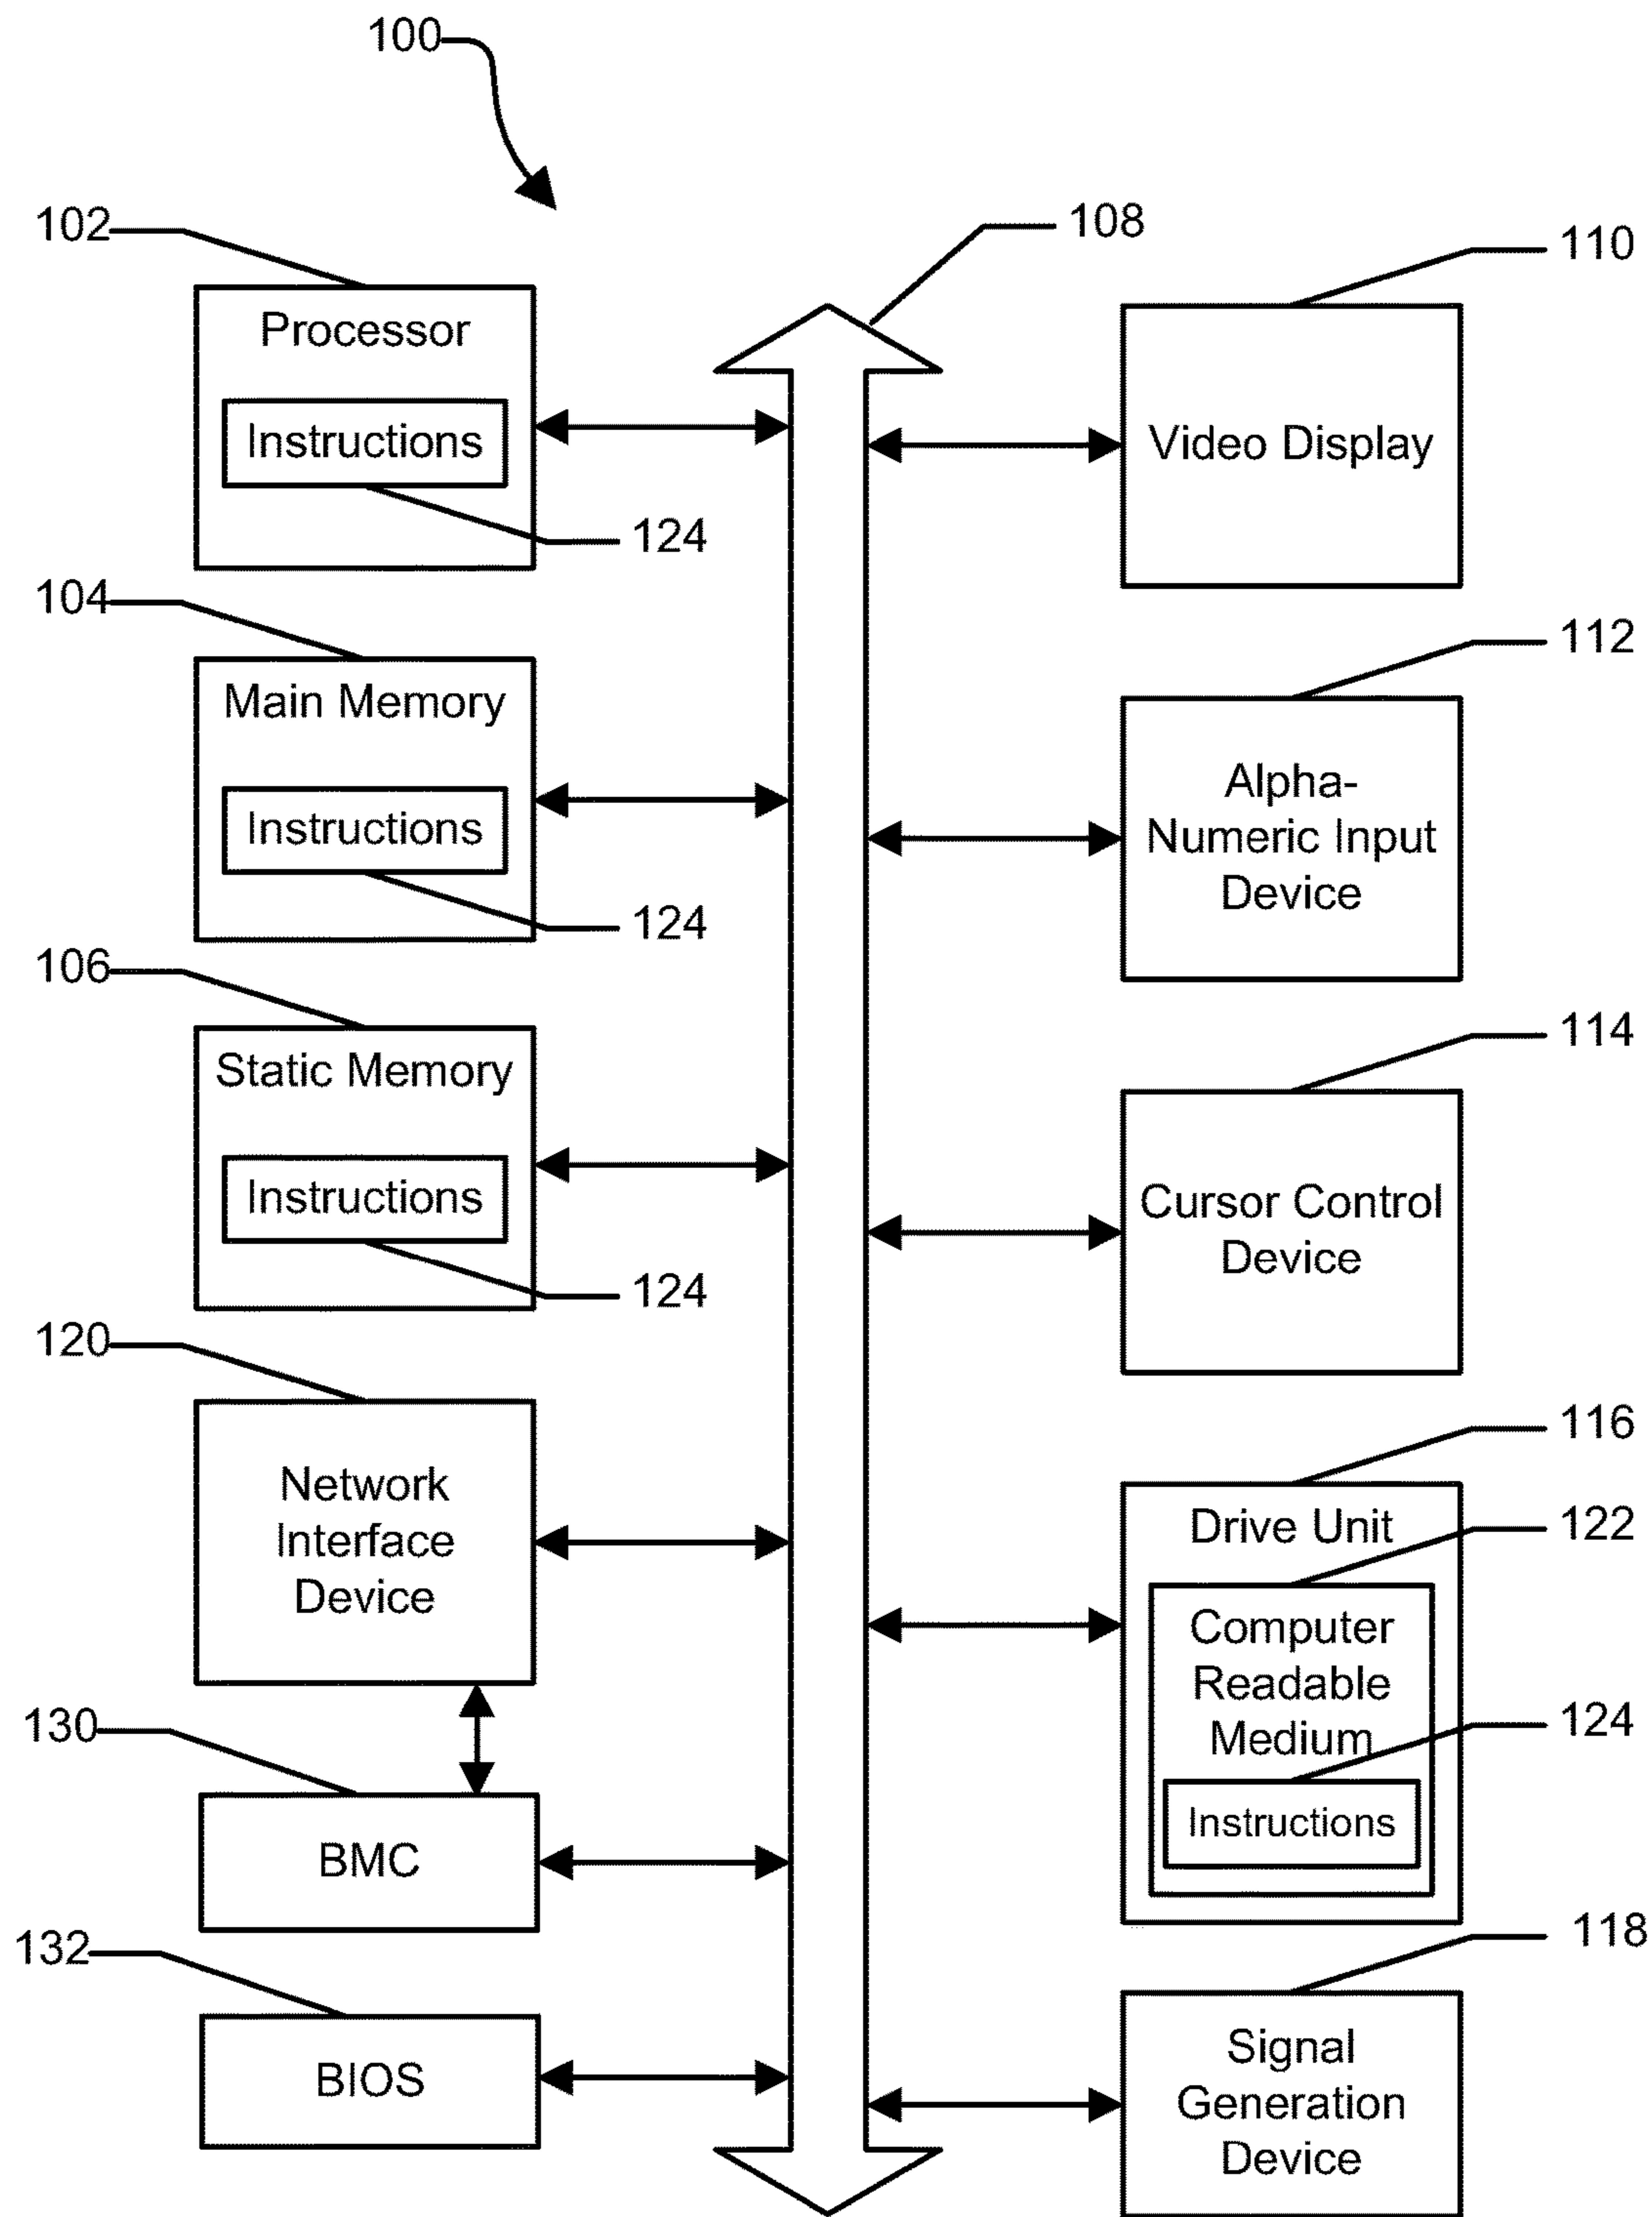 100
102
108
110
Processor
Instructions
Video Display
124
104
112
Main Memory
Alpha-
Numeric Input
Device
Instructions
124
106
114
Static Memory
Instructions
Cursor Control
Device
124
120
116
Network
Interface
Device
Drive Unit
122
Computer
Readable
Medium
130
124
Instructions
BMC
132
118
BIOS
Signal
Generation
Device